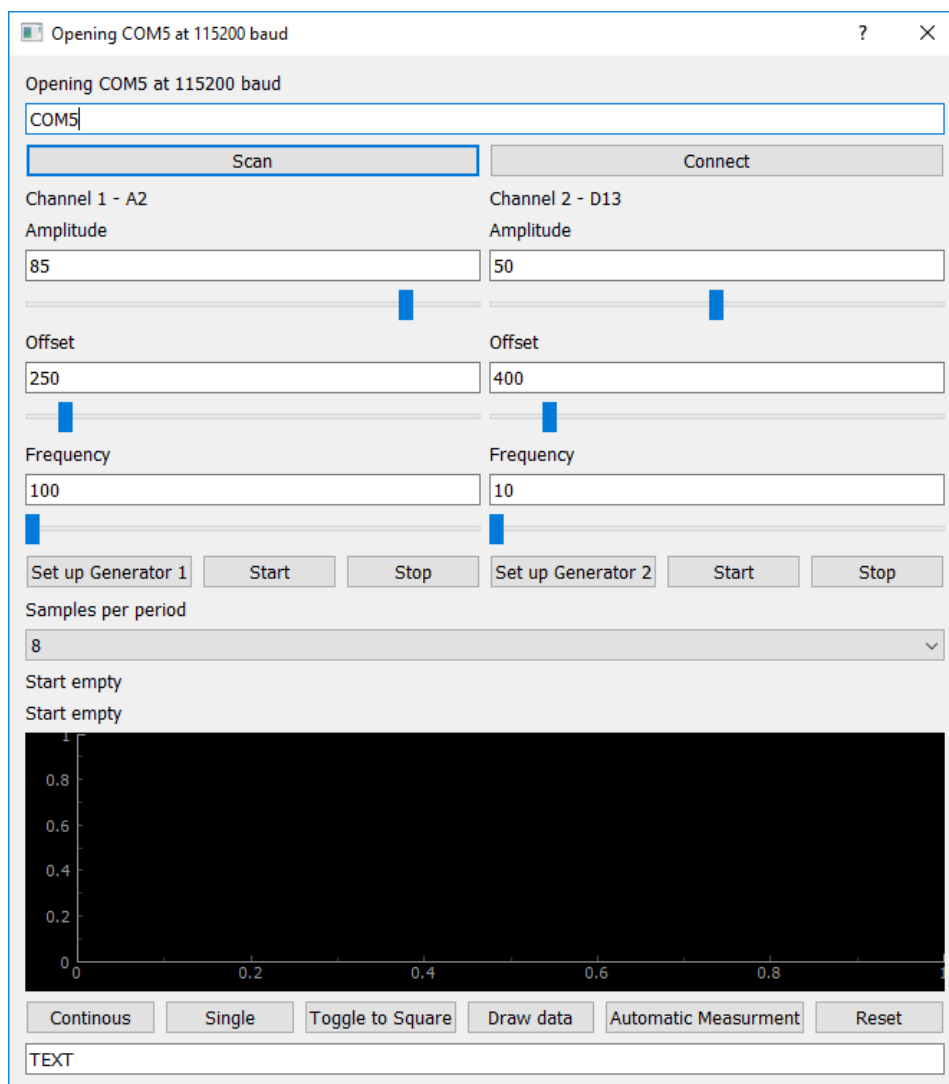 Opening COM5 at 115200 baud ?
Opening COM5 at 115200 baud
COM5
Scan Connect
Channel 1 - A2 Channel 2 - D13
Amplitude Amplitude
85 50
Offset Offset
250 400
Frequency Frequency
100 10
Set up Generator 1 Start Stop Set up Generator 2 Start Stop
Samples per period
8
Start empty
Start empty
1
0.8
0.6
0.4
0.2
0
0 0.2 0.4 0.6 0.8 1
Continous Single Toggle to Square Draw data Automatic Measurment Reset
TEXT